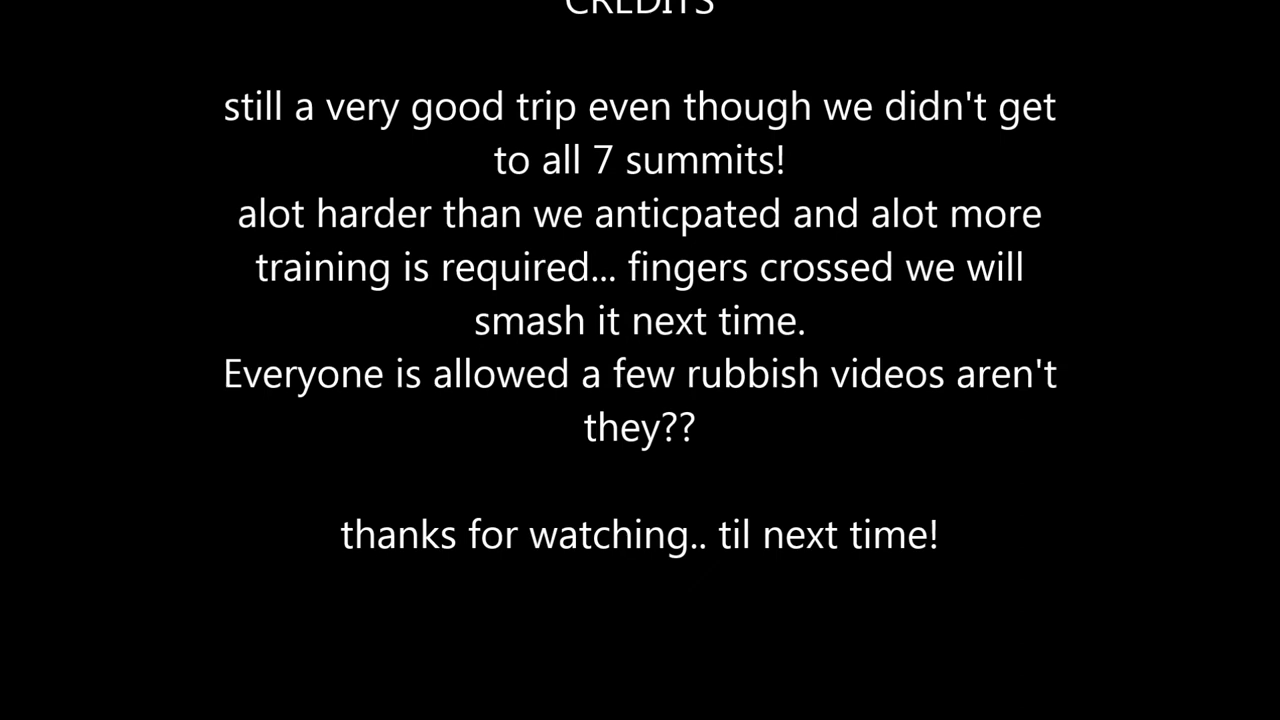 CREDITS
still a very good trip even though we didn't get
to all 7 summits!
alot harder than we anticpated and alot more
training is required... fingers crossed we will
smash it next time.
Everyone is allowed a few rubbish videos aren't
they??
thanks for watching.. til next time!